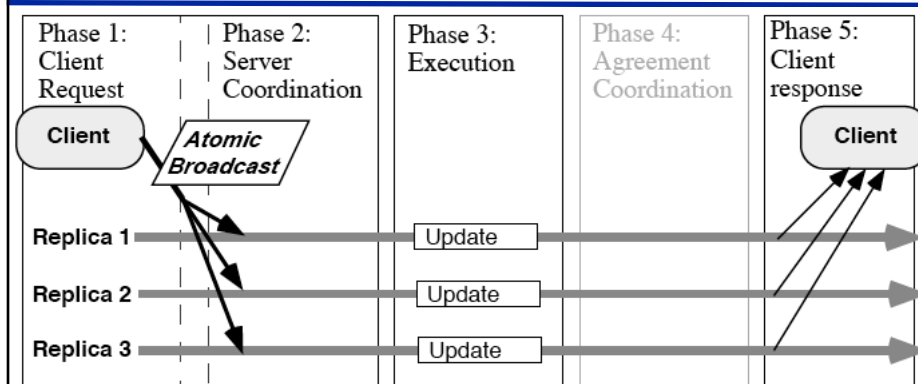 Phase 1:
Client
Request
Phase 2:
Server
Coordination
Phase 3:
Execution
Phase 4:
Agreement
Coordination
Phase 5:
Client
response
Client
Atomic
Broadcast
Client
Replica 1
Update
Replica 2
Update
Replica 3
Update